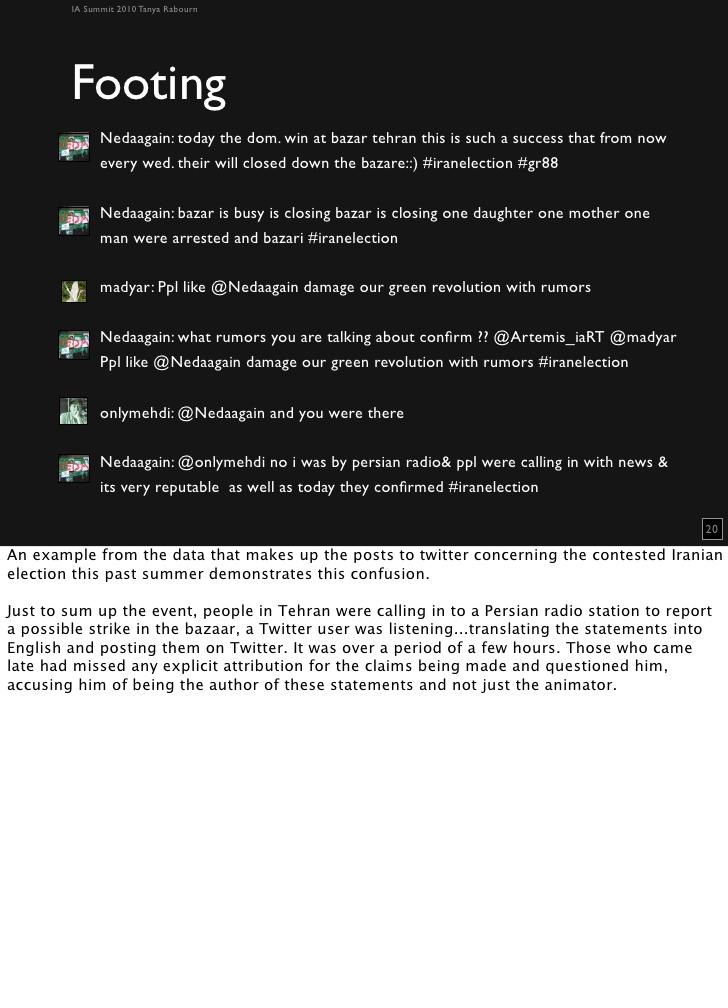 IA Summit 2010 Tanya Rabourn
Footing
Nedaagain: today the dom. win at bazar tehran this is such a success that from now
every wed. their will closed down the bazare::) #iranelection #gr88
Nedaagain: bazar is busy is closing bazar is closing one daughter one mother one
man were arrested and bazari #iranelection
madyar: Ppl like @Nedaagain damage our green revolution with rumors
Nedaagain: what rumors you are talking about confirm ?? @Artemis_iaRT @madyar
Ppl like @Nedaagain damage our green revolution with rumors #iranelection
onlymehdi: @Nedaagain and you were there
Nedaagain: @onlymehdi no i was by persian radio& ppl were calling in with news &
its very reputable  as well as today they confirmed #iranelection
20
An example from the data that makes up the posts to twitter concerning the contested Iranian
election this past summer demonstrates this confusion.
Just to sum up the event, people in Tehran were calling in to a Persian radio station to report
a possible strike in the bazaar, a Twitter user was listening...translating the statements into
English and posting them on Twitter. It was over a period of a few hours. Those who came
late had missed any explicit attribution for the claims being made and questioned him,
accusing him of being the author of these statements and not just the animator.